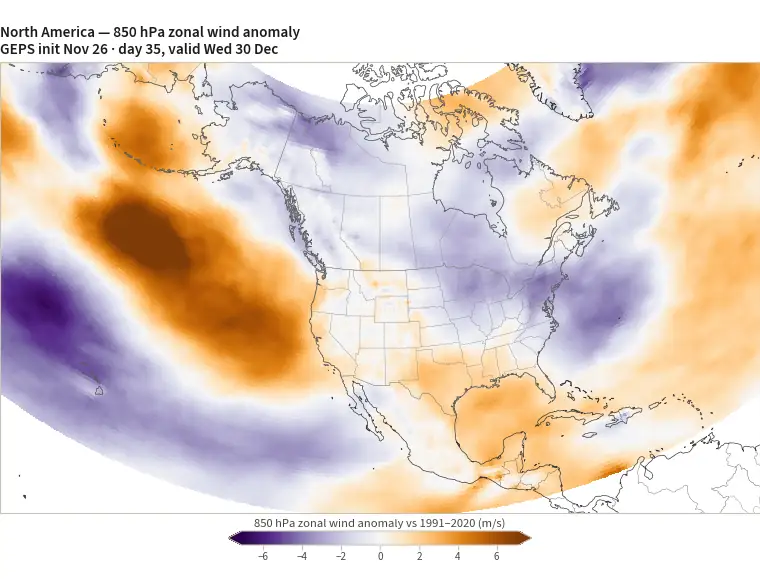 North America — 850 hPa zonal wind anomaly
GEPS init Nov 26 · day 35, valid Wed 30 Dec
850 hPa zonal wind anomaly vs 1991–2020 (m/s)
−6 −4 −2 0 2 4 6